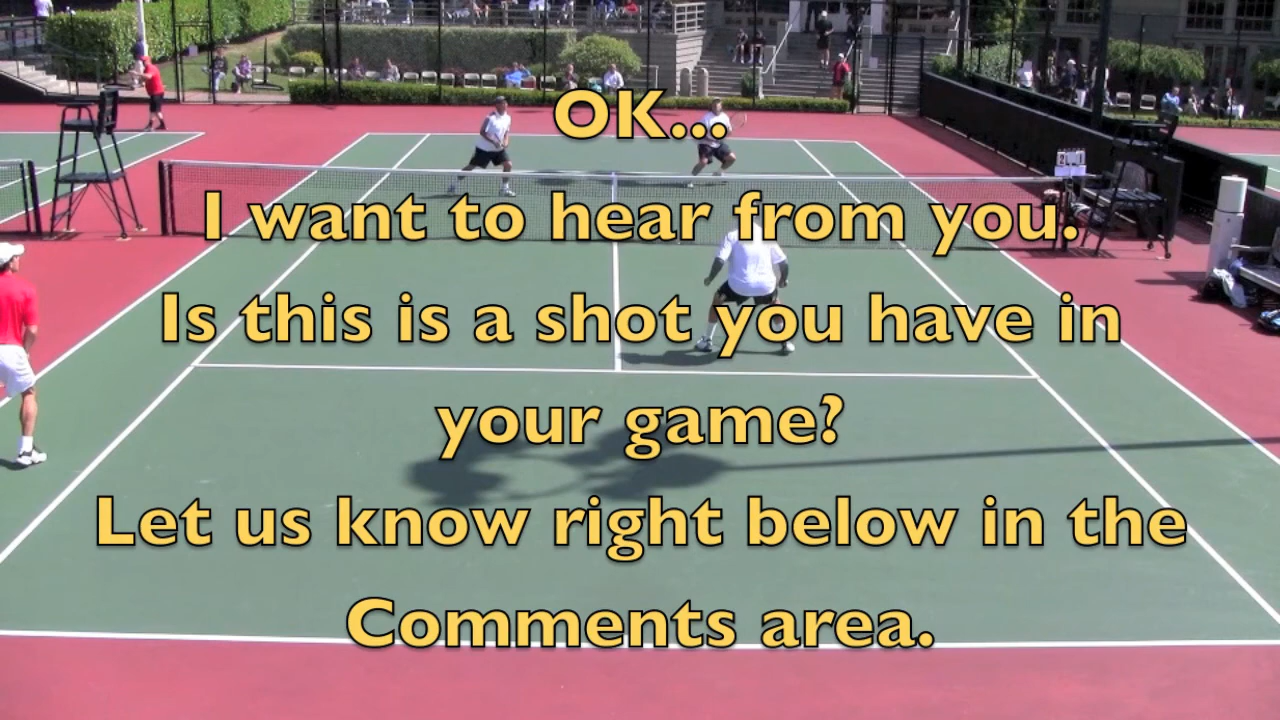 OK...
I want to hear from you.
Is this is a shot you have in
your game?
Let us know right below in the
Comments area.